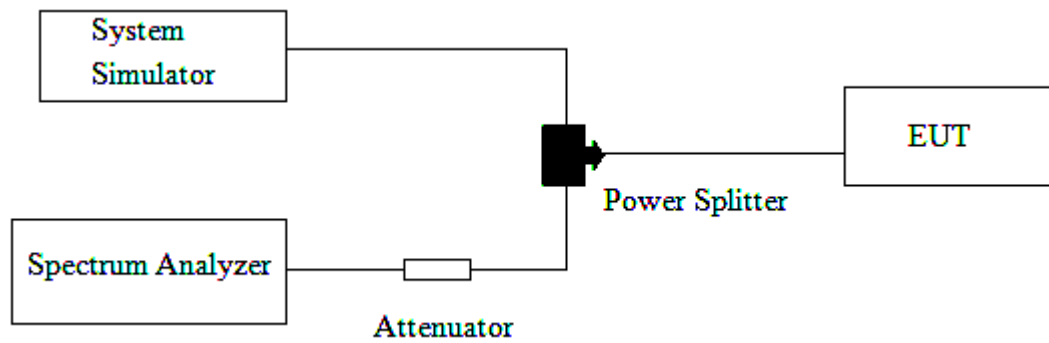 System
Simulator
EUT
Power Splitter
Spectrum Analyzer
Attenuator